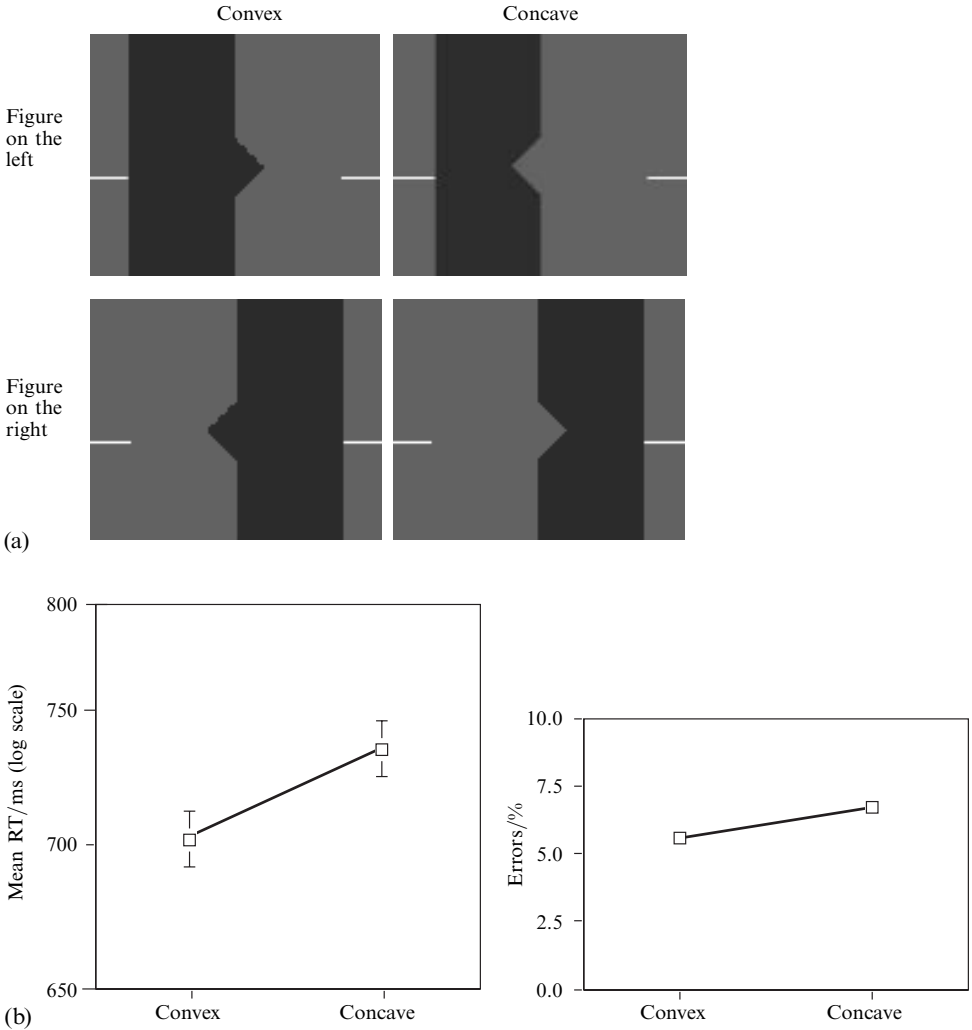 Convex
Concave
Figure
on the
left
Figure
on the
right
(a)
800
750
700
650
Mean RT/ms (log scale)
Convex
Concave
10.0
7.5
5.0
2.5
0.0
Errors/%
Convex
Concave
(b)